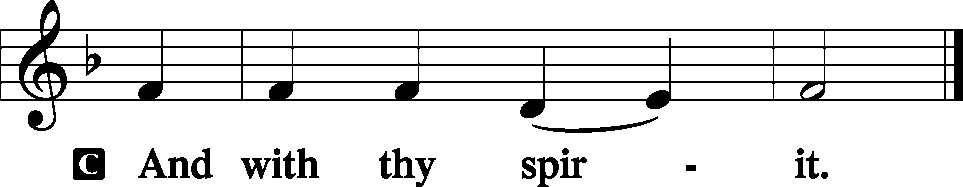 C And with thy spir - it.